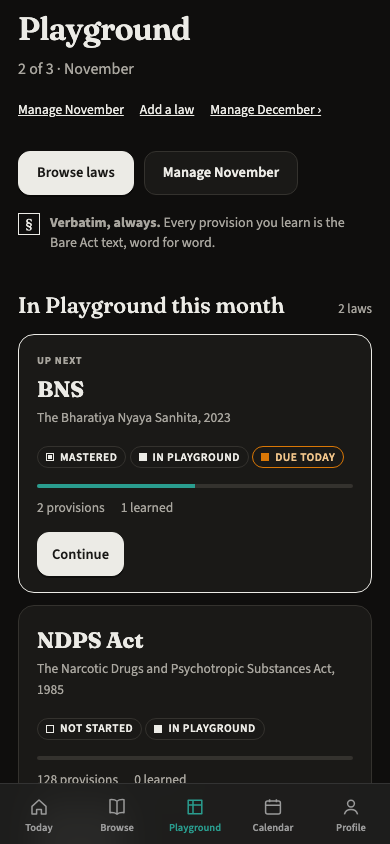 Playground
2 of 3 · November
Manage November Add a law Manage December ›
Browse laws Manage November
§ Verbatim, always. Every provision you learn is the
Bare Act text, word for word.
In Playground this month 2 laws
UP NEXT
BNS
The Bharatiya Nyaya Sanhita, 2023
MASTERED IN PLAYGROUND DUE TODAY
2 provisions 1 learned
Continue
NDPS Act
The Narcotic Drugs and Psychotropic Substances Act,
1985
NOT STARTED IN PLAYGROUND
128 provisions 0 learned
Today Browse Playground Calendar Profile